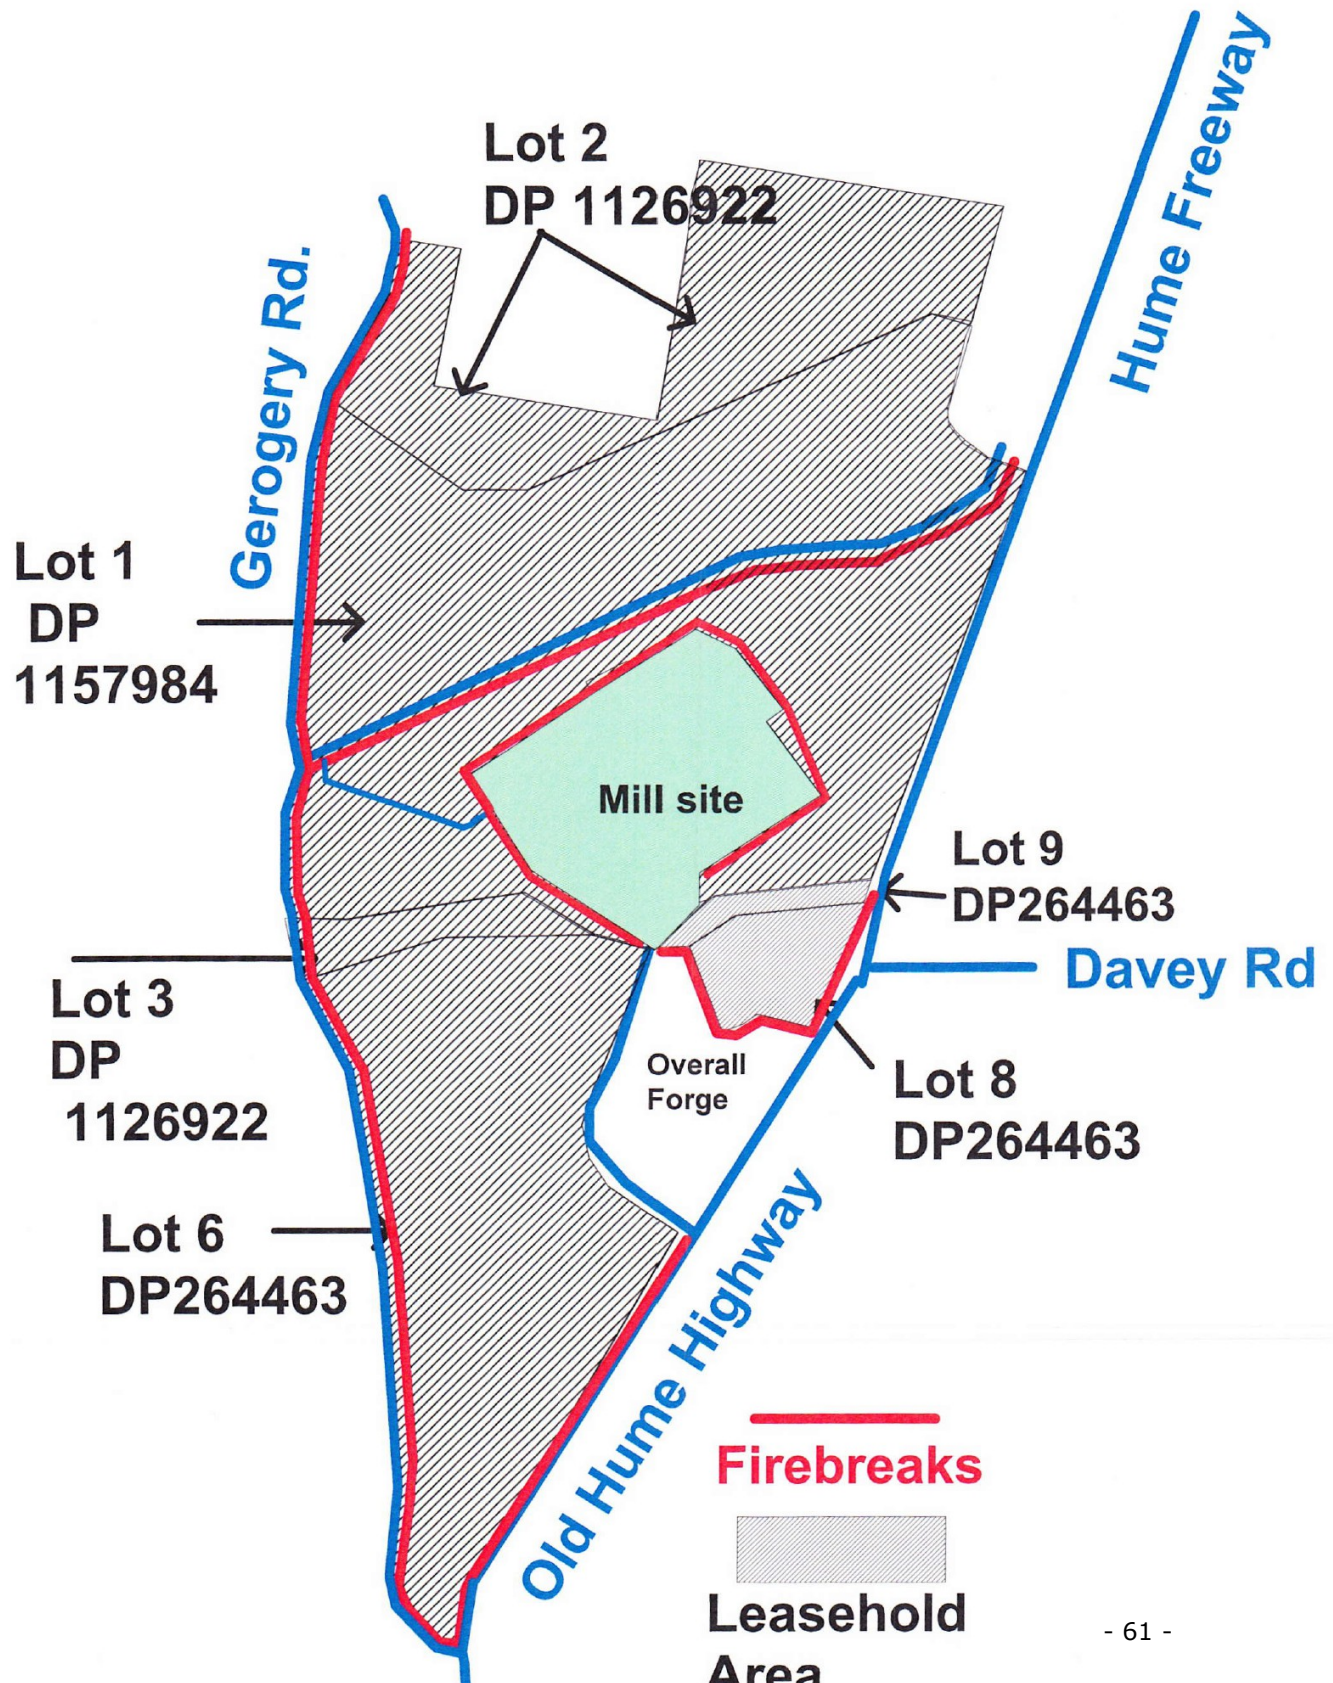 Lot 2
DP 1126922
Hume Freeway
Gerogery Rd.
Lot 1
DP
1157984
Mill site
Lot 9
DP264463
Davey Rd
Lot 3
DP
1126922
Overall
Forge
Lot 8
DP264463
Lot 6
DP264463
Old Hume Highway
Firebreaks
Leasehold
Area
- 61 -